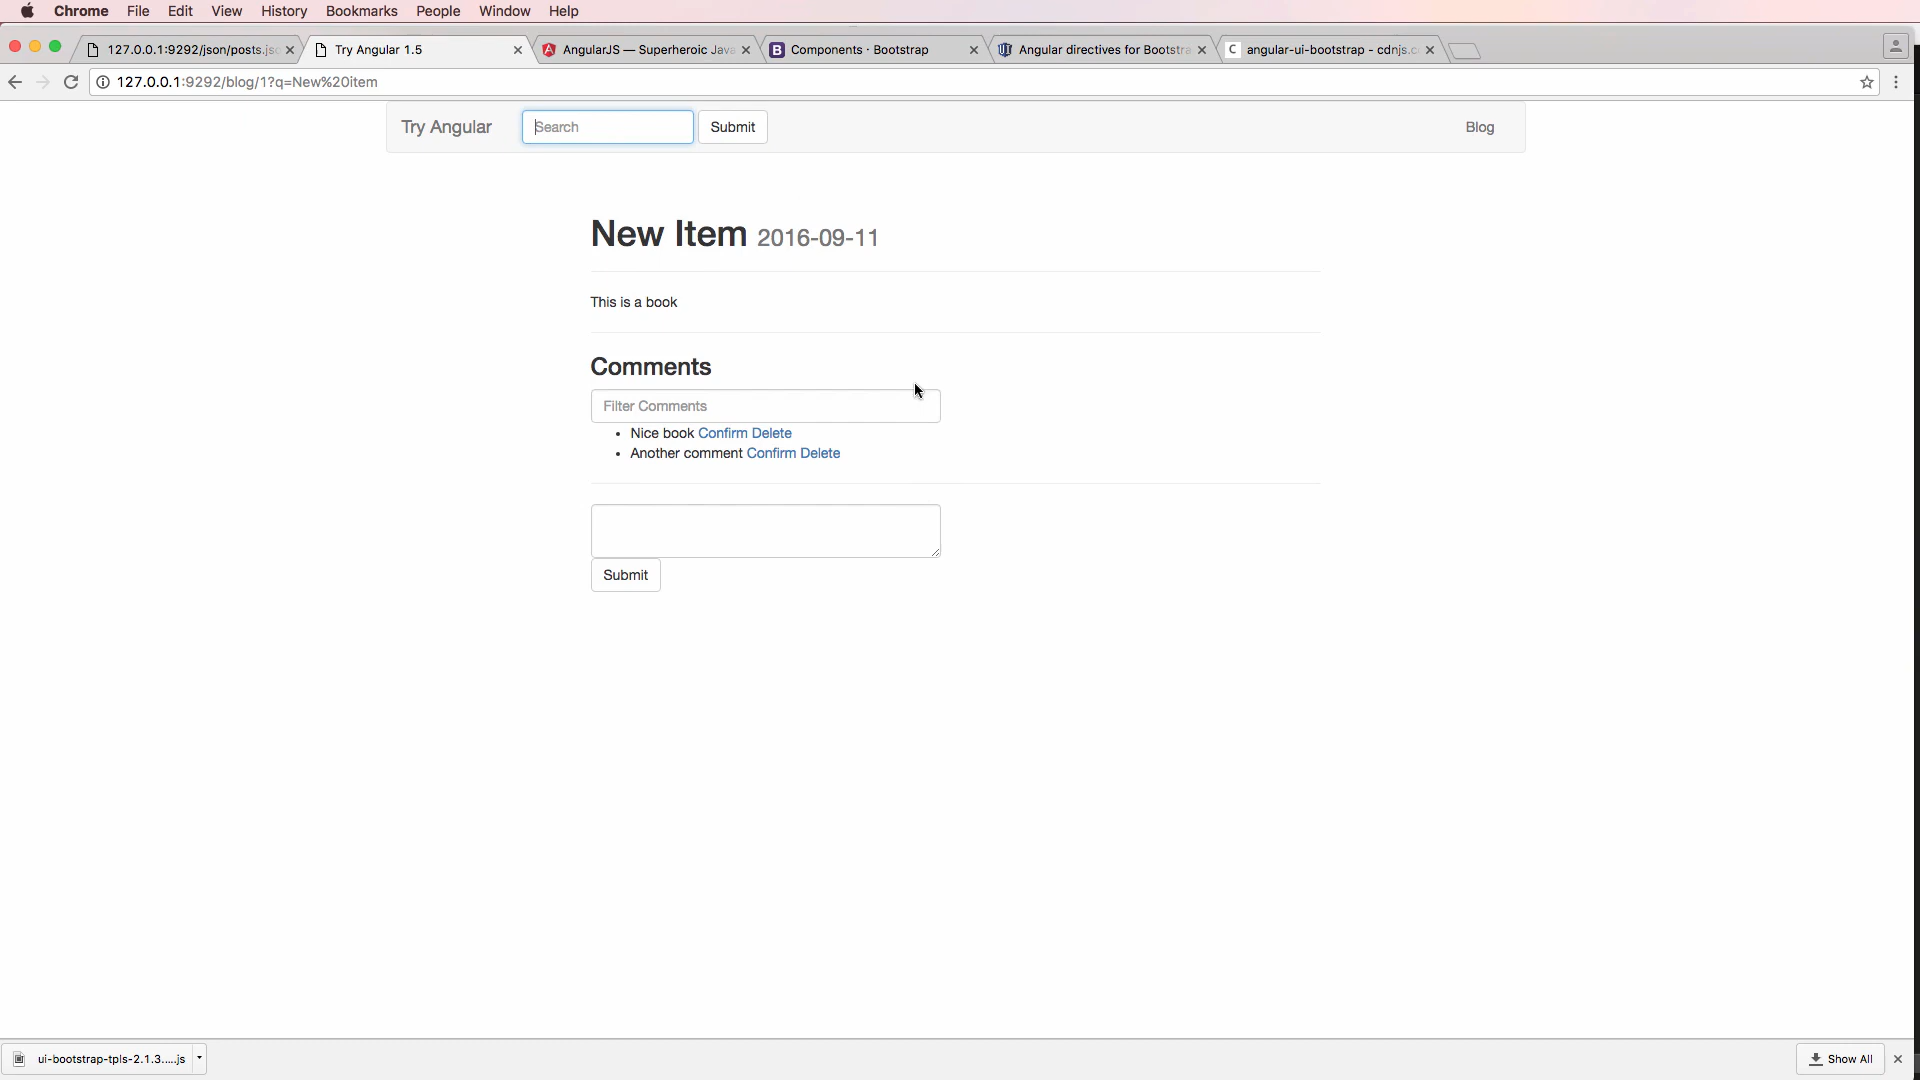 Chrome File Edit View History Bookmarks People Window Help
127.0.0.1:9292/json/posts.js Try Angular 1.5 AngularJS — Superheroic Java Components · Bootstrap Angular directives for Bootstra angular-ui-bootstrap - cdnjs.c
127.0.0.1:9292/blog/1?q=New%20item
Try Angular Search Submit Blog
New Item 2016-09-11
This is a book
Comments
Filter Comments
• Nice book Confirm Delete
• Another comment Confirm Delete
Submit
ui-bootstrap-tpls-2.1.3....js Show All